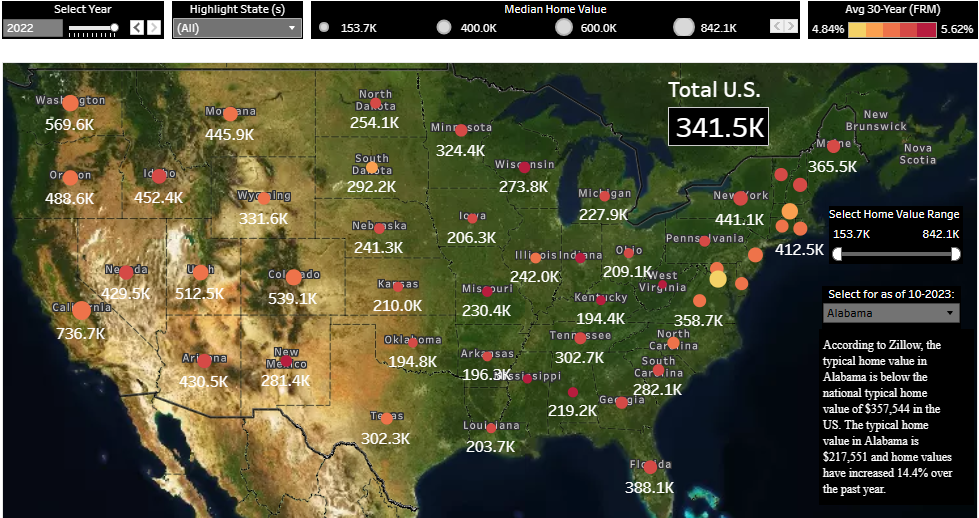 Select Year
2022
Highlight State (s)
(All)
Median Home Value
153.7K
400.0K
600.0K
842.1K
Avg 30-Year (FRM)
4.84%
5.62%
Total U.S.
341.5K
Washington
569.6K
Montana
445.9K
North
Dakota
254.1K
Minnesota
324.4K
New
Brunswick
Nova
Scotia
Maine
365.5K
Oregon
488.6K
Idaho
452.4K
Wyoming
331.6K
South
Dakota
292.2K
Wisconsin
273.8K
Michigan
227.9K
New York
441.1K
Nebraska
241.3K
Iowa
206.3K
Pennsylvania
412.5K
Nevada
429.5K
Utah
512.5K
Colorado
539.1K
Kansas
210.0K
Illinois
242.0K
Indiana
Ohio
209.1K
West
Virginia
California
736.7K
Missouri
230.4K
Kentucky
194.4K
358.7K
Arizona
430.5K
New
Mexico
281.4K
Oklahoma
194.8K
Arkansas
196.3K
Tennessee
302.7K
North
Carolina
South
Carolina
282.1K
Mississippi
219.2K
Georgia
Texas
302.3K
Louisiana
203.7K
Florida
388.1K
Select Home Value Range
153.7K
842.1K
Select for as of 10-2023:
Alabama
According to Zillow, the
typical home value in
Alabama is below the
national typical home
value of $357,544 in the
US. The typical home
value in Alabama is
$217,551 and home values
have increased 14.4% over
the past year.